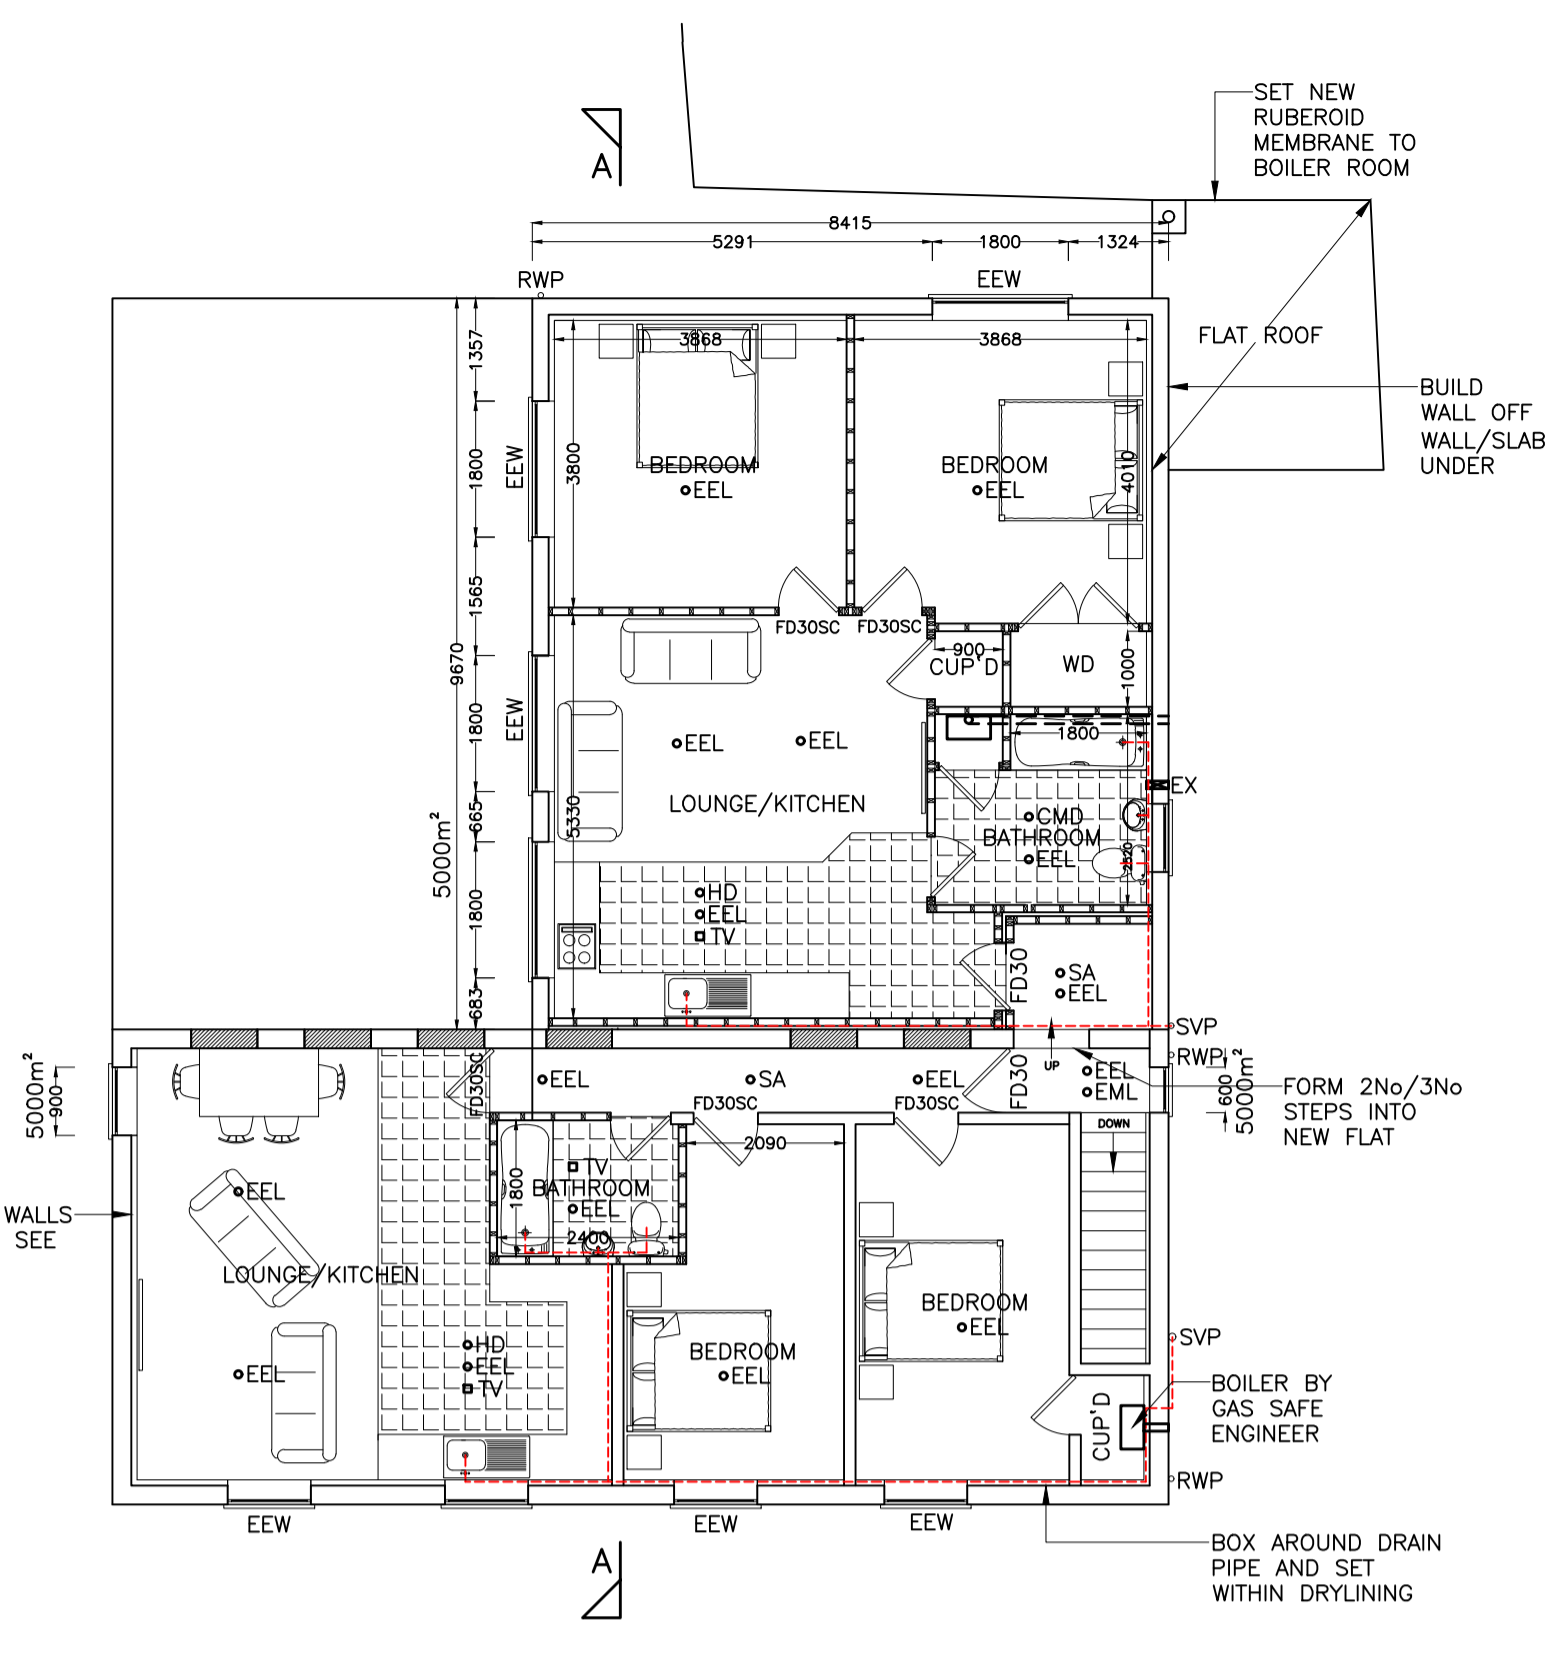 SET NEW
RUBEROID
MEMBRANE TO
BOILER ROOM
A
8415
5291
1800
1324
RWP
EEW
FLAT ROOF
BUILD
WALL OFF
WALL/SLAB
UNDER
1357
1800
1565
9670
1800
665
1800
683
5000m²
EEW
EEW
3868
3868
3800
4010
BEDROOM
EEL
BEDROOM
EEL
FD30SC
FD30SC
900
CUP'D
WD
1000
1800
EEL
EEL
LOUNGE/KITCHEN
5330
EX
CMD
BATHROOM
EEL
2520
HD
EEL
TV
FD30
SA
EEL
SVP
RWP
UP
5000m²
900
FD30SC
EEL
SA
EEL
FD30
EEL
EML
600
5000m²
FORM 2No/3No
STEPS INTO
NEW FLAT
FD30SC
FD30SC
DOWN
2090
TV
BATHROOM
EEL
1800
2400
WALLS
SEE
EEL
LOUNGE/KITCHEN
EEL
HD
EEL
TV
BEDROOM
EEL
BEDROOM
EEL
SVP
CUP'D
BOILER BY
GAS SAFE
ENGINEER
RWP
EEW
EEW
EEW
A
BOX AROUND DRAIN
PIPE AND SET
WITHIN DRYLINING